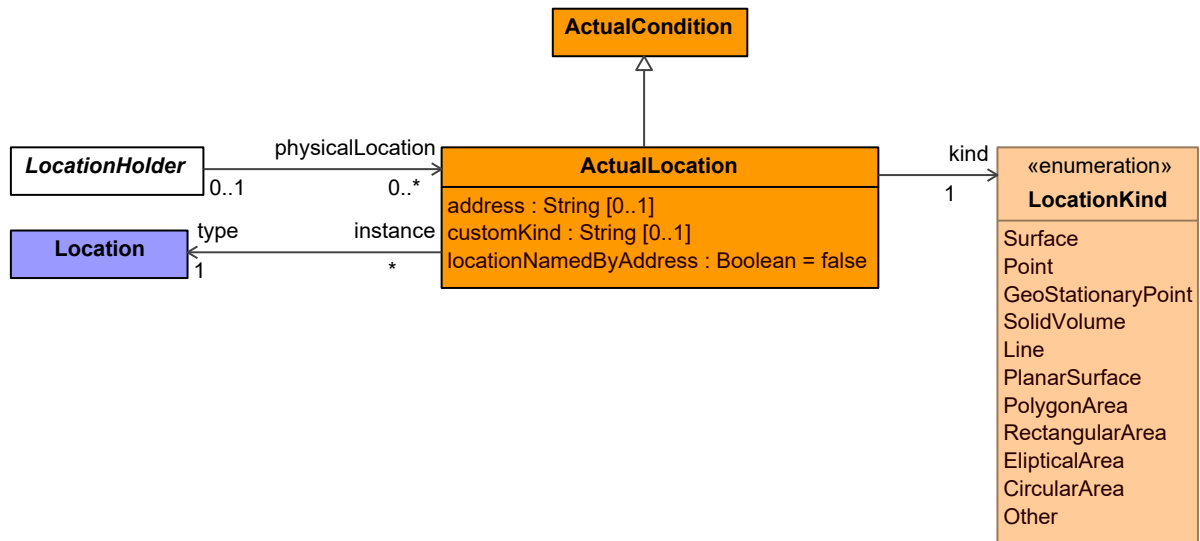 ActualCondition
LocationHolder
physicalLocation
0..1
0..*
Location
type
1
instance
*
ActualLocation
address : String [0..1]
customKind : String [0..1]
locationNamedByAddress : Boolean = false
kind
1
«enumeration»
LocationKind
Surface
Point
GeoStationaryPoint
SolidVolume
Line
PlanarSurface
PolygonArea
RectangularArea
ElipticalArea
CircularArea
Other